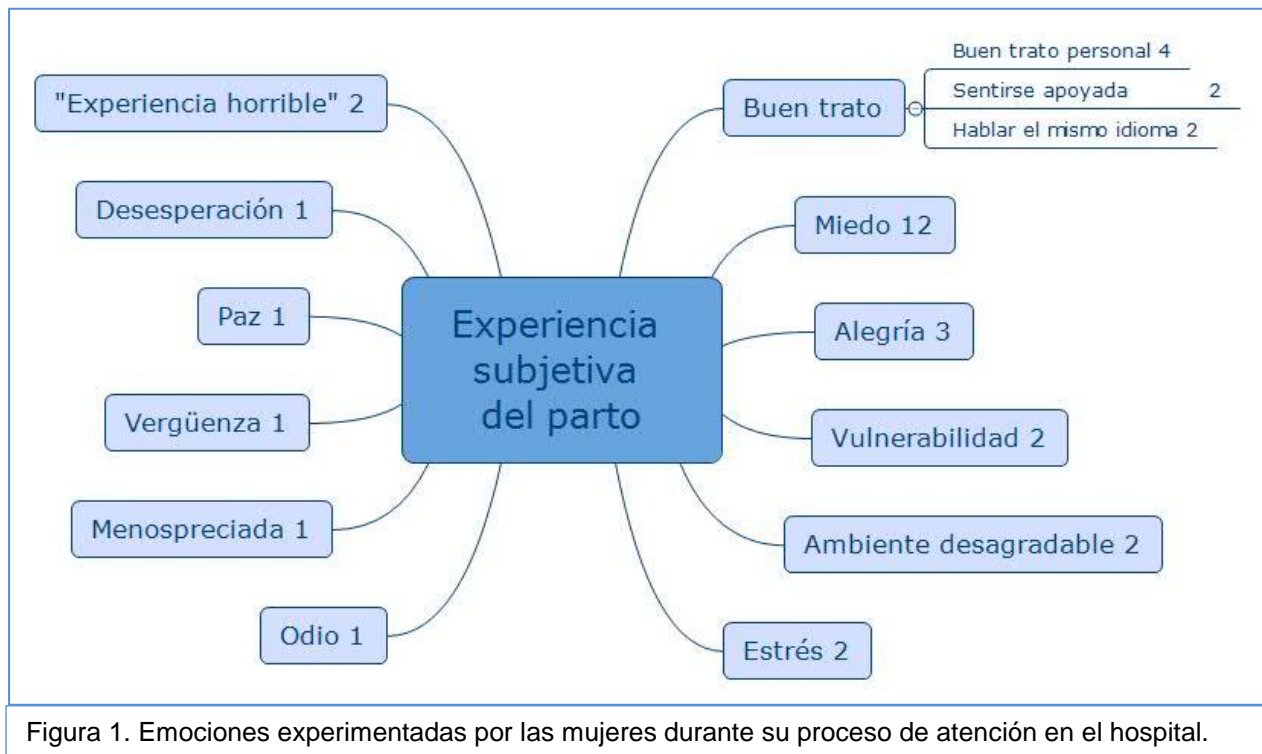 "Experiencia horrible" 2
Desesperación 1
Paz 1
Vergüenza 1
Menospreciada 1
Odio 1
Experiencia
subjetiva
del parto
Buen trato
Buen trato personal 4
Sentirse apoyada 2
Hablar el mismo idioma 2
Miedo 12
Alegría 3
Vulnerabilidad 2
Ambiente desagradable 2
Estrés 2
Figura 1. Emociones experimentadas por las mujeres durante su proceso de atención en el hospital.